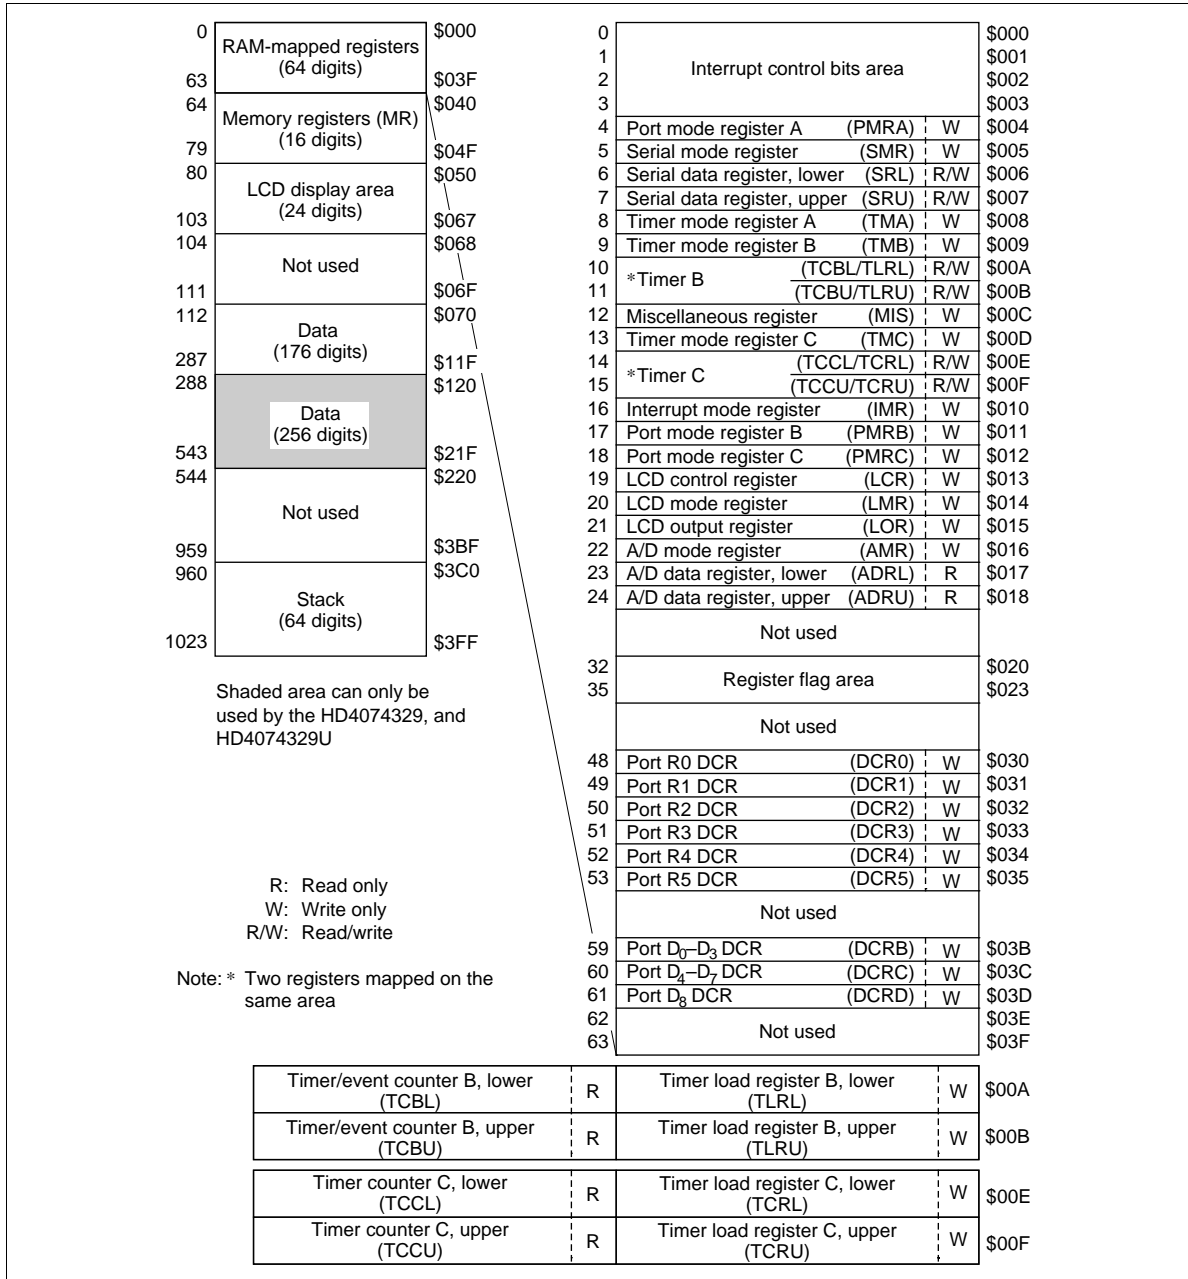 0 $000
RAM-mapped registers
(64 digits)
63 $03F
64 $040
Memory registers (MR)
(16 digits)
79 $04F
80 $050
LCD display area
(24 digits)
103 $067
104 $068
Not used
111 $06F
112 $070
Data
(176 digits)
287 $11F
288 $120
Data
(256 digits)
543 $21F
544 $220
Not used
959 $3BF
960 $3C0
Stack
(64 digits)
1023 $3FF
Shaded area can only be
used by the HD4074329, and
HD4074329U
R: Read only
W: Write only
R/W: Read/write
Note: * Two registers mapped on the
same area
0 $000
1 $001
Interrupt control bits area
2 $002
3 $003
4 Port mode register A (PMRA) W $004
5 Serial mode register (SMR) W $005
6 Serial data register, lower (SRL) R/W $006
7 Serial data register, upper (SRU) R/W $007
8 Timer mode register A (TMA) W $008
9 Timer mode register B (TMB) W $009
10 (TCBL/TLRL) R/W $00A
*Timer B
11 (TCBU/TLRU) R/W $00B
12 Miscellaneous register (MIS) W $00C
13 Timer mode register C (TMC) W $00D
14 (TCCL/TCRL) R/W $00E
*Timer C
15 (TCCU/TCRU) R/W $00F
16 Interrupt mode register (IMR) W $010
17 Port mode register B (PMRB) W $011
18 Port mode register C (PMRC) W $012
19 LCD control register (LCR) W $013
20 LCD mode register (LMR) W $014
21 LCD output register (LOR) W $015
22 A/D mode register (AMR) W $016
23 A/D data register, lower (ADRL) R $017
24 A/D data register, upper (ADRU) R $018
Not used
32 $020
Register flag area
35 $023
Not used
48 Port R0 DCR (DCR0) W $030
49 Port R1 DCR (DCR1) W $031
50 Port R2 DCR (DCR2) W $032
51 Port R3 DCR (DCR3) W $033
52 Port R4 DCR (DCR4) W $034
53 Port R5 DCR (DCR5) W $035
Not used
59 Port D0–D3 DCR (DCRB) W $03B
60 Port D4–D7 DCR (DCRC) W $03C
61 Port D8 DCR (DCRD) W $03D
62 $03E
Not used
63 $03F
Timer/event counter B, lower
(TCBL) R Timer load register B, lower
(TLRL) W $00A
Timer/event counter B, upper
(TCBU) R Timer load register B, upper
(TLRU) W $00B
Timer counter C, lower
(TCCL) R Timer load register C, lower
(TCRL) W $00E
Timer counter C, upper
(TCCU) R Timer load register C, upper
(TCRU) W $00F